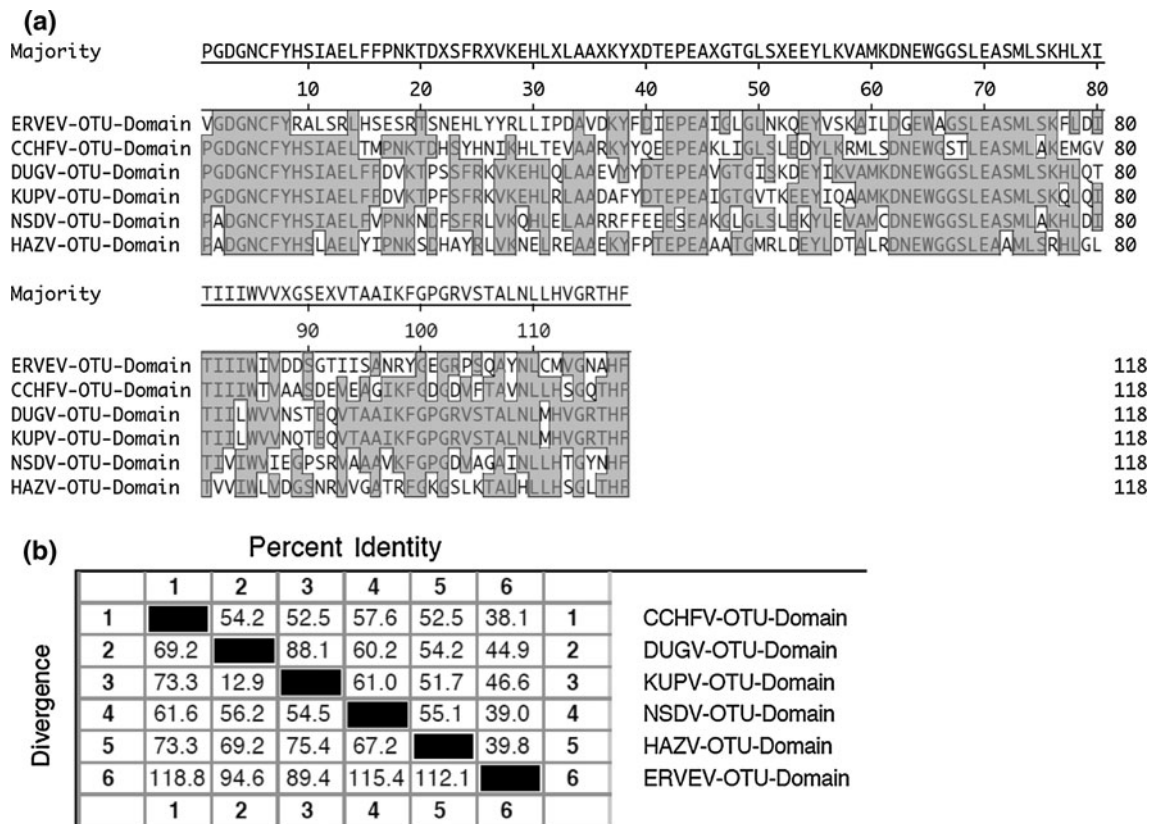 (a)
Majority PGDGNCFYHSIAELFFPNKTDXSFRXVKEHLXLAAXKYXDTEPEAXGTGLSXEEYLKVAMKDNEWGGSLEASMLSKHLXI
10 20 30 40 50 60 70 80
ERVEV-OTU-Domain VGDGNCFYRALSRLHSESRTSNEHLYYRLLIPDAVDKYFDIEPEAIGLGLNKQEYVSKAILDGEWAGSLEASMLSKFLDI 80
CCHFV-OTU-Domain PGDGNCFYHSIAELTMPNKTDHSYHNIKHLTEVAARKYYQEEPEAKLIGLSLEDYLKRMLSDNEWGSTLEASMLSAKEMGV 80
DUGV-OTU-Domain PGDGNCFYHSIAELFFDVKTPSSFRKVKEHLQLAAEVYYDTEPEAVGTGISKDEYIKVAMKDNEWGGSLEASMLSKHLQT 80
KUPV-OTU-Domain PGDGNCFYHSIAELFFDVKTPFSFRKVKEHLQLAADAFYDTEPEAIGTGVTKEEYIQAAMKDNEWGGSLEASMLSKQLQI 80
NSDV-OTU-Domain PADGNCFYHSIAELFVPNKNDFSFRLVKQHLELAARRFFEEESEAKGLGLSLEKYLEVAMCDNEWGGSLEASMLSAKHLDI 80
HAZV-OTU-Domain PADGNCFYHSLAELYIPNKSDHAYRLVKNELREAAEKYFPTEPEAAATGMRLDEYLDTALRDNEWGGSLEAAMLSRHLGL 80
Majority TIIIWVVXGSEXVTAAIKFGPGRVSTALNLLHVGRTHF
90 100 110
ERVEV-OTU-Domain TIIIWIVDDSGTIISANRYGEGRPSQAYNLCMVGNAHF 118
CCHFV-OTU-Domain TIIIWTVAASDEVEAGIKFGDGDVFTAVNLLHSGQTHF 118
DUGV-OTU-Domain TIILWVVNSTEQVTAAIKFGPGRVSTALNLMHVGRTHF 118
KUPV-OTU-Domain TIILWVVNQTEQVTAAIKFGPGRVSTALNLMHVGRTHF 118
NSDV-OTU-Domain TIVIWVIEGPSRVAAAVKFGPGDVAGAINLLHTGYNHF 118
HAZV-OTU-Domain TVVIWLVDGSNRVVGATRFGKGSLKTALHLLHSGLTHF 118
(b) Percent Identity
1 2 3 4 5 6
1 54.2 52.5 57.6 52.5 38.1 1 CCHFV-OTU-Domain
2 69.2 88.1 60.2 54.2 44.9 2 DUGV-OTU-Domain
3 73.3 12.9 61.0 51.7 46.6 3 KUPV-OTU-Domain
4 61.6 56.2 54.5 55.1 39.0 4 NSDV-OTU-Domain
5 73.3 69.2 75.4 67.2 39.8 5 HAZV-OTU-Domain
6 118.8 94.6 89.4 115.4 112.1 6 ERVEV-OTU-Domain
1 2 3 4 5 6
Divergence